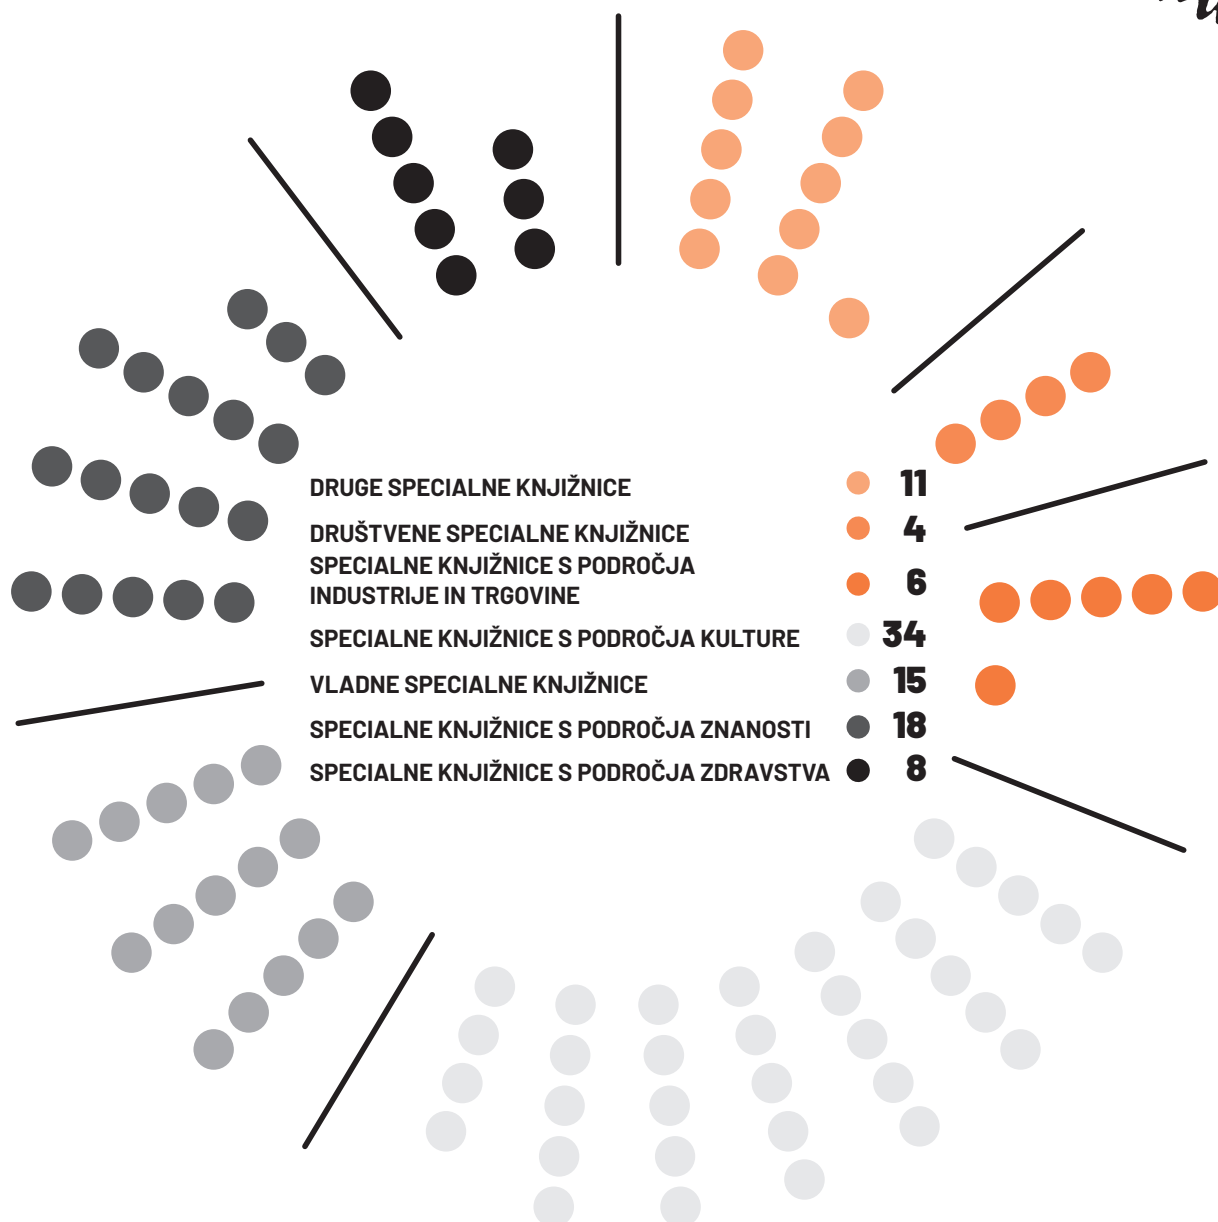 DRUGE SPECIALNE KNJIŽNICE 11
DRUŠTVENE SPECIALNE KNJIŽNICE 4
SPECIALNE KNJIŽNICE S PODROČJA
INDUSTRIJE IN TRGOVINE 6
SPECIALNE KNJIŽNICE S PODROČJA KULTURE 34
VLADNE SPECIALNE KNJIŽNICE 15
SPECIALNE KNJIŽNICE S PODROČJA ZNANOSTI 18
SPECIALNE KNJIŽNICE S PODROČJA ZDRAVSTVA 8